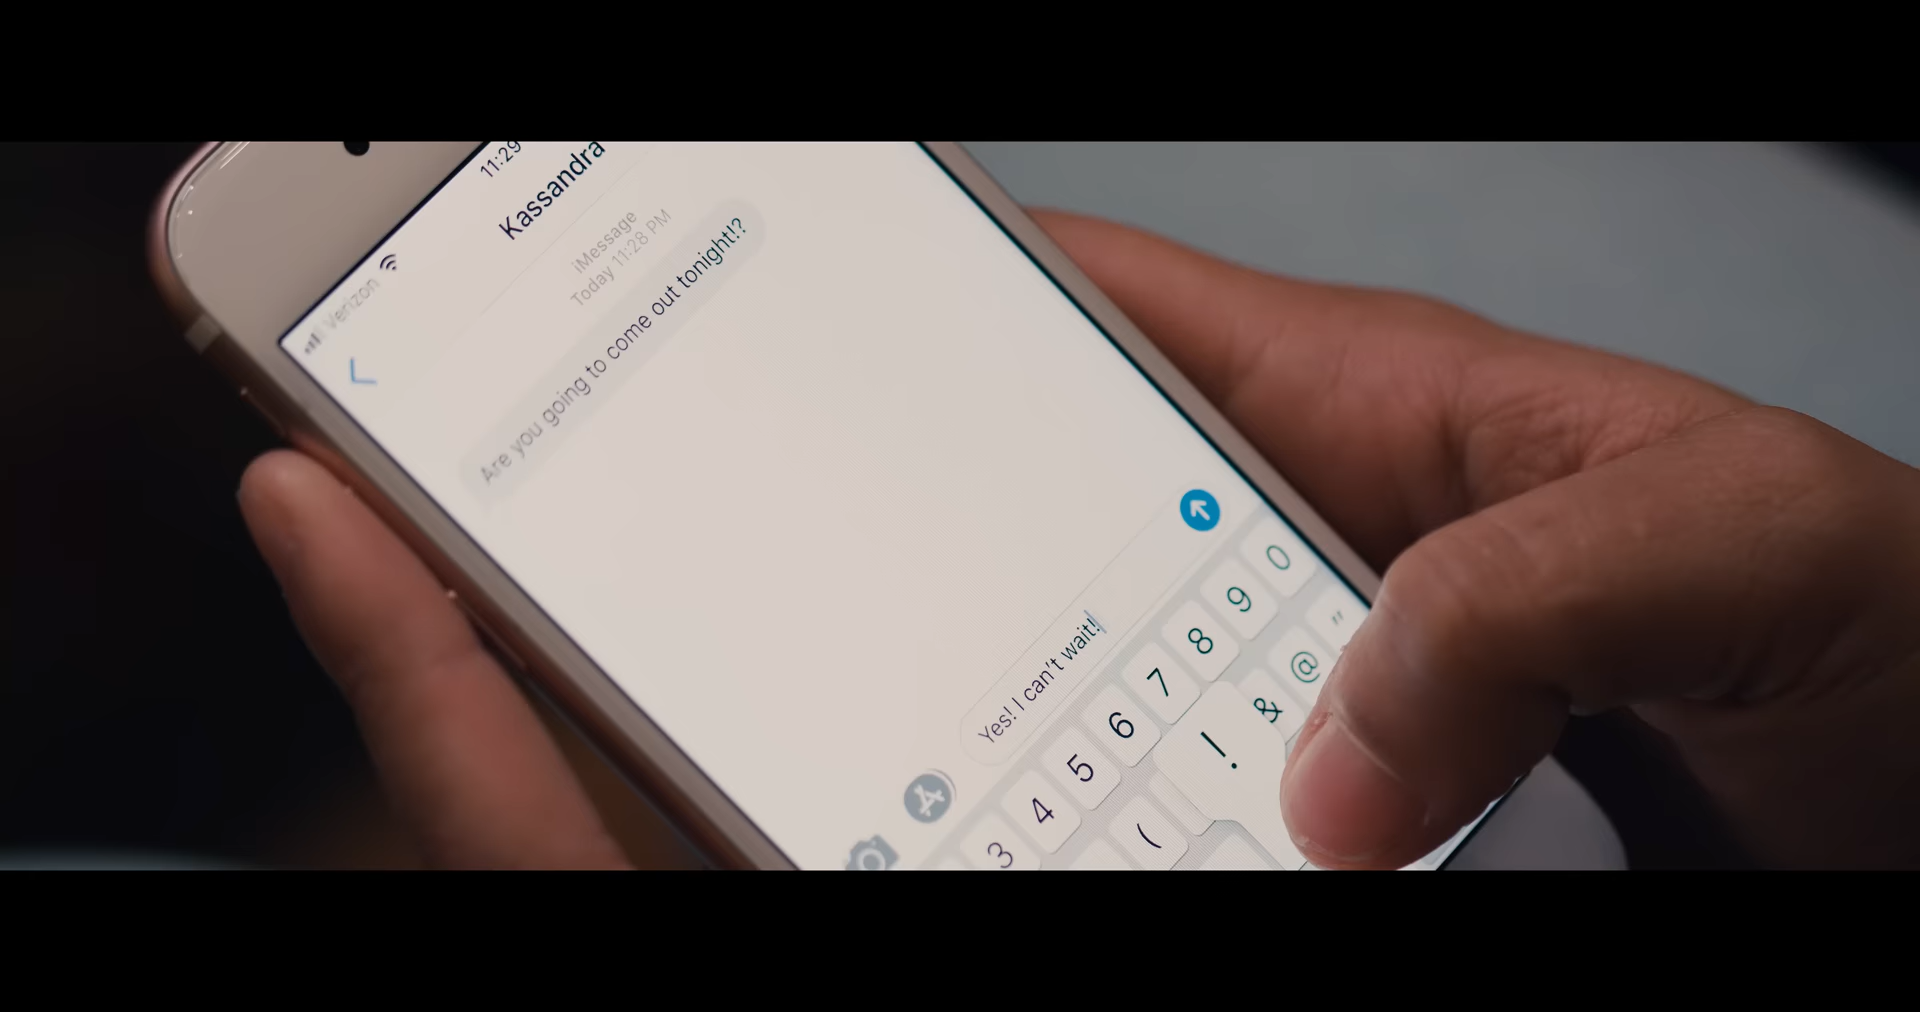 11:29
Verizon
Kassandra
iMessage
Today 11:28 PM
Are you going to come out tonight!?
Yes! I can't wait!
3 4 5 6 7 8 9 0
( & @ "
!